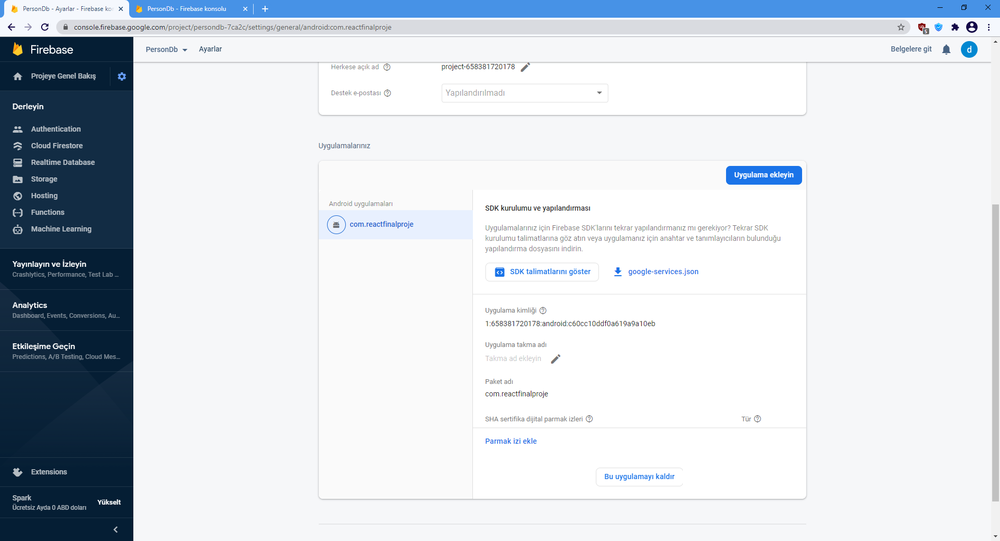 PersonDb - Ayarlar - Firebase kor
PersonDb - Firebase konsolu
console.firebase.google.com/project/persondb-7ca2c/settings/general/android:com.reactfinalproje
5
Firebase
PersonDb
Ayarlar
Belgelere git
d
Projeye Genel Bakış
Derleyin
Authentication
Cloud Firestore
Realtime Database
Storage
Hosting
Functions
Machine Learning
Yayınlayın ve İzleyin
Crashlytics, Performance, Test Lab ...
Analytics
Dashboard, Events, Conversions, Au...
Etkileşime Geçin
Predictions, A/B Testing, Cloud Mes...
Extensions
Spark
Ücretsiz Ayda 0 ABD doları
Yükselt
Herkese açık ad
project-658381720178
Destek e-postası
Yapılandırılmadı
Uygulamalarınız
Uygulama ekleyin
Android uygulamaları
com.reactfinalproje
SDK kurulumu ve yapılandırması
Uygulamalarınız için Firebase SDK'larını tekrar yapılandırmanız mı gerekiyor? Tekrar SDK
kurulumu talimatlarına göz atın veya uygulamanız için anahtar ve tanımlayıcıların bulunduğu
yapılandırma dosyasını indirin.
SDK talimatlarını göster
google-services.json
Uygulama kimliği
1:658381720178:android:c60cc10ddf0a619a9a10eb
Uygulama takma adı
Takma ad ekleyin
Paket adı
com.reactfinalproje
SHA sertifika dijital parmak izleri
Tür
Parmak izi ekle
Bu uygulamayı kaldır